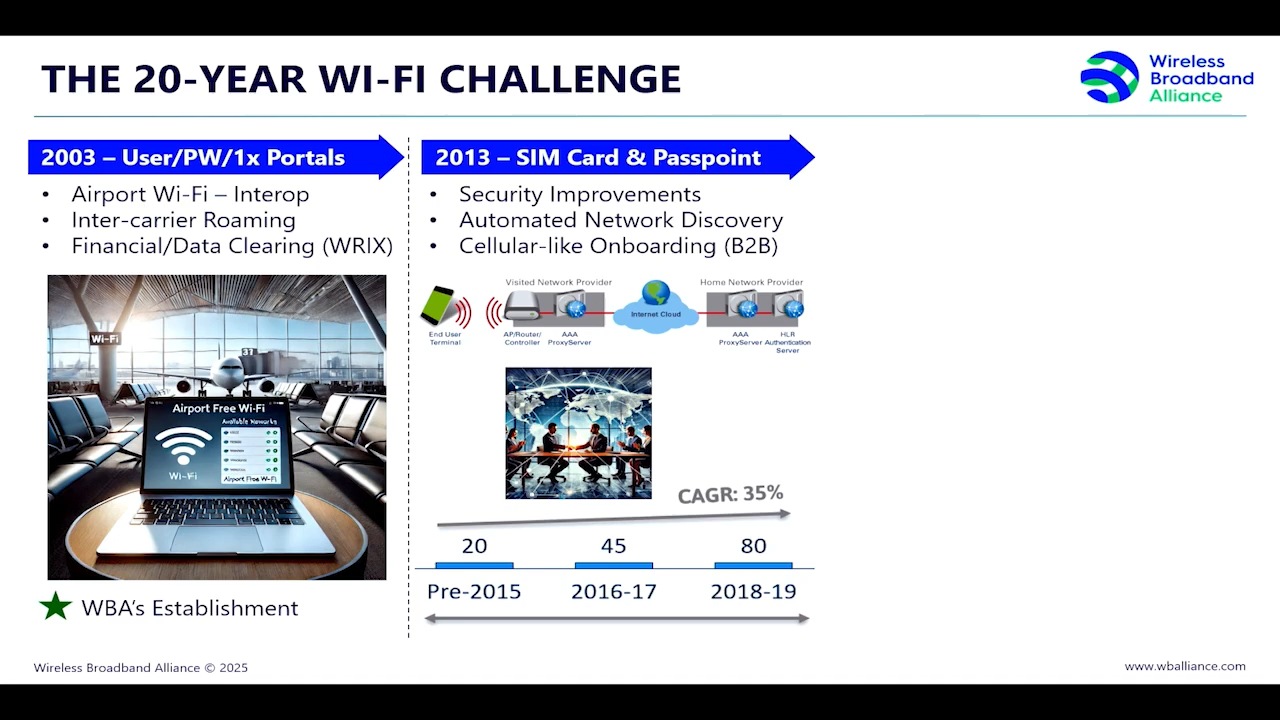 THE 20-YEAR WI-FI CHALLENGE
Wireless
Broadband
Alliance
2003 – User/PW/1x Portals
• Airport Wi-Fi – Interop
• Inter-carrier Roaming
• Financial/Data Clearing (WRIX)
Wi-Fi
31
Airport Free Wi-Fi
Wi-Fi
Airport Free Wi-Fi
WBA's Establishment
2013 – SIM Card & Passpoint
• Security Improvements
• Automated Network Discovery
• Cellular-like Onboarding (B2B)
Visited Network Provider
Home Network Provider
Internet Cloud
End User
Terminal
AP/Router/
Controller
AAA
ProxyServer
AAA
ProxyServer
HLR
Authentication
Server
CAGR: 35%
20 45 80
Pre-2015 2016-17 2018-19
Wireless Broadband Alliance © 2025
www.wballiance.com